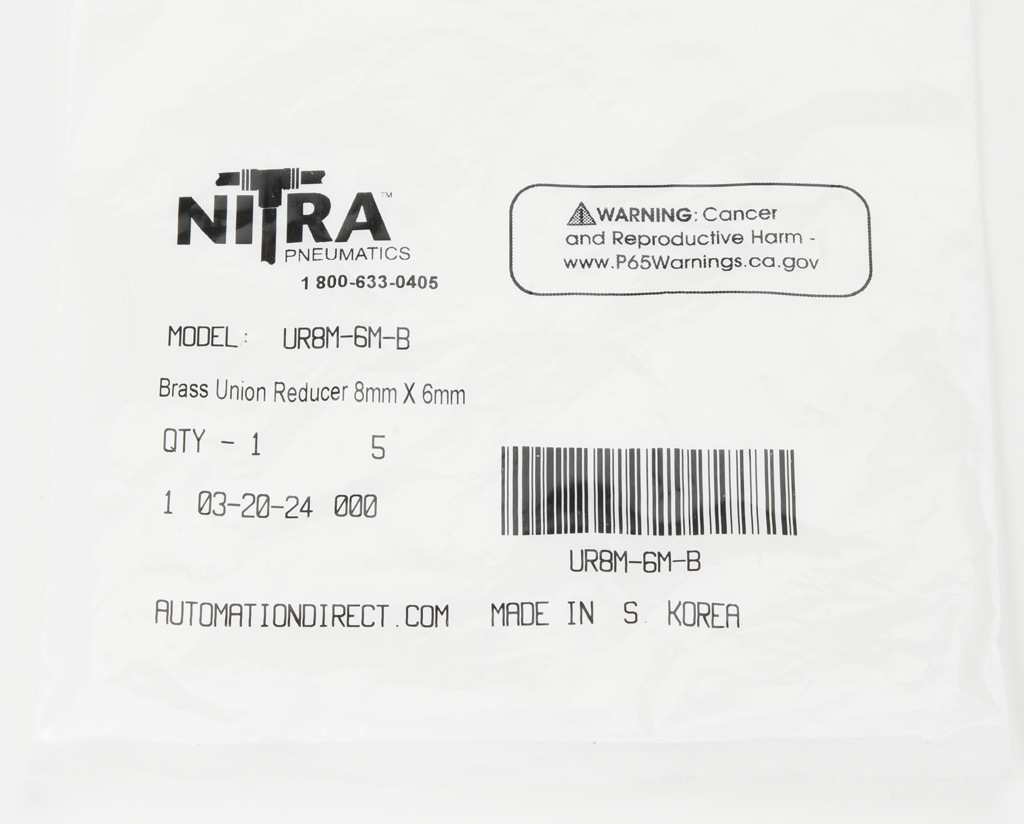 NITRA™
PNEUMATICS
1 800-633-0405
⚠WARNING: Cancer
and Reproductive Harm -
www.P65Warnings.ca.gov
MODEL: UR8M-6M-B
Brass Union Reducer 8mm X 6mm
QTY - 1 5
1 03-20-24 000
UR8M-6M-B
AUTOMATIONDIRECT.COM MADE IN S. KOREA